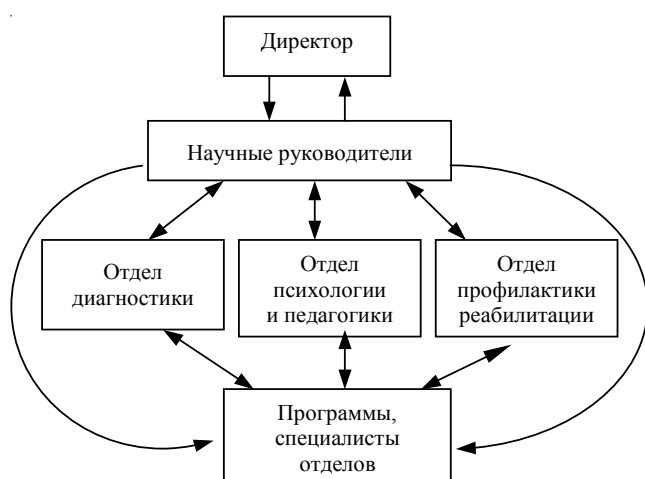 Директор
Научные руководители
Отдел
диагностики
Отдел
психологии
и педагогики
Отдел
профилактики
реабилитации
Программы,
специалисты
отделов